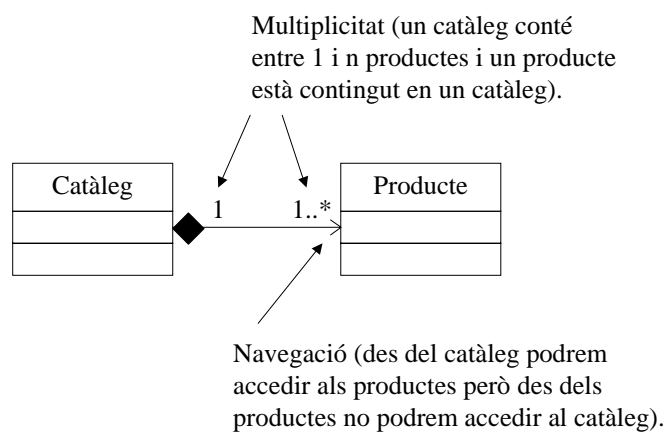 Multiplicitat (un catàleg conté
entre 1 i n productes i un producte
està contingut en un catàleg).
Catàleg
Producte
1
1..*
Navegació (des del catàleg podrem
accedir als productes però des dels
productes no podrem accedir al catàleg).